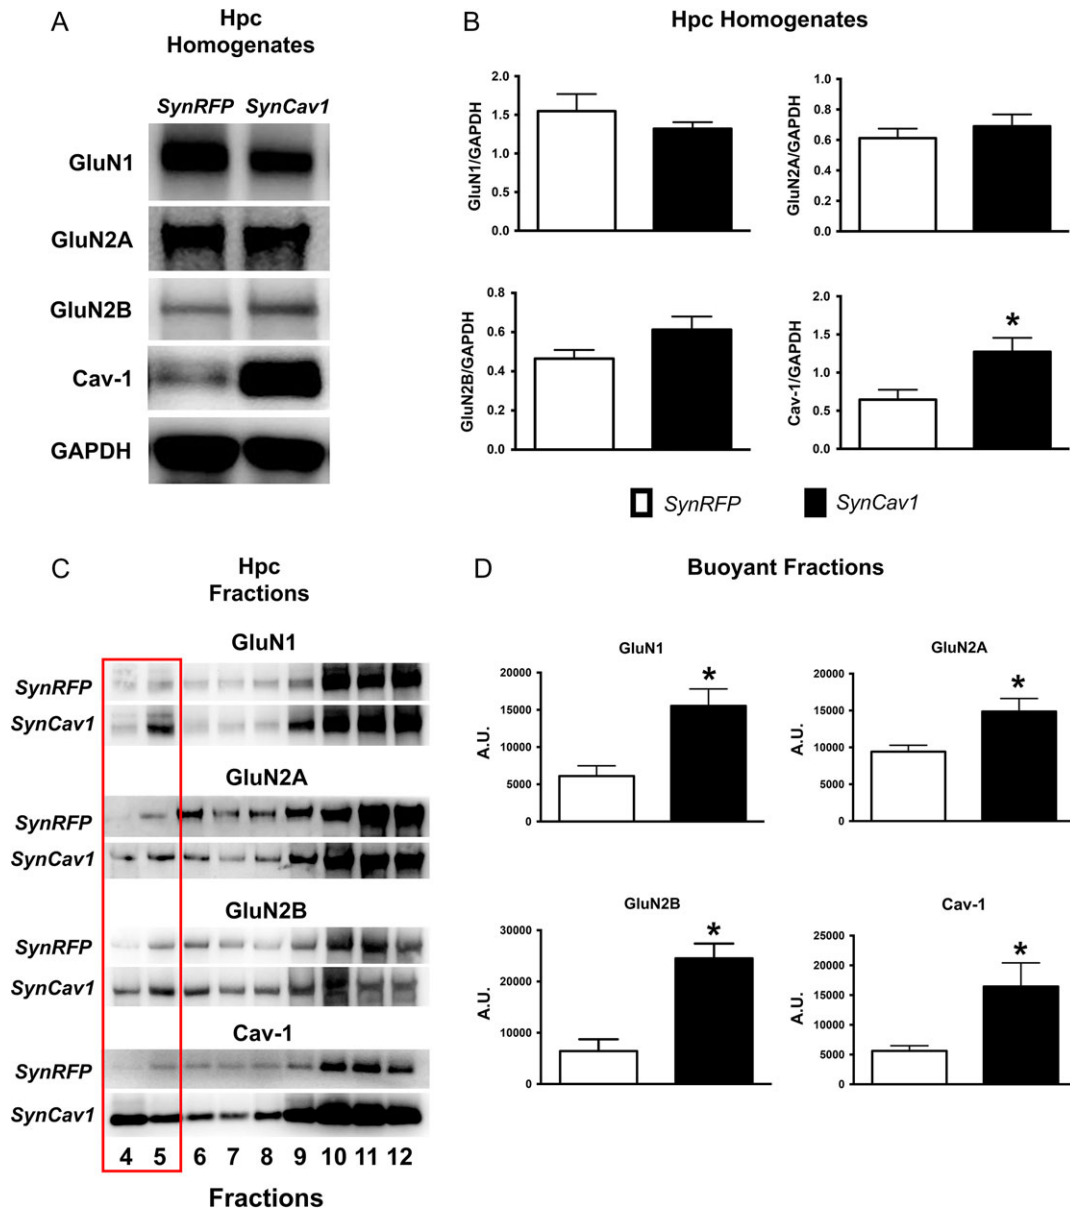 A
Hpc
Homogenates
SynRFP SynCav1
GluN1
GluN2A
GluN2B
Cav-1
GAPDH
B
Hpc Homogenates
GluN1/GAPDH
2.0
1.5
1.0
0.5
0.0
GluN2A/GAPDH
1.0
0.8
0.6
0.4
0.2
0.0
GluN2B/GAPDH
0.8
0.6
0.4
0.2
0.0
Cav-1/GAPDH
2.0
1.5
1.0
0.5
0.0
*
SynRFP SynCav1
C
Hpc
Fractions
GluN1
SynRFP
SynCav1
GluN2A
SynRFP
SynCav1
GluN2B
SynRFP
SynCav1
Cav-1
SynRFP
SynCav1
4 5 6 7 8 9 10 11 12
Fractions
D
Buoyant Fractions
GluN1
A.U.
20000
15000
10000
5000
0
*
GluN2A
A.U.
20000
15000
10000
5000
0
*
GluN2B
A.U.
30000
20000
10000
0
*
Cav-1
A.U.
25000
20000
15000
10000
5000
0
*